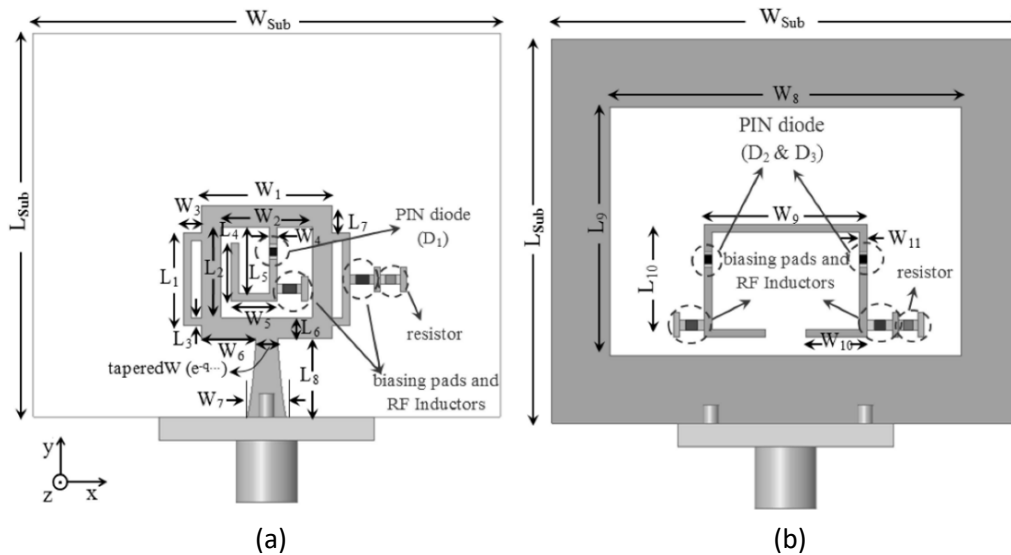 W_Sub
L_Sub
W_1
W_3
W_2
L_7
L_4
W_4
PIN diode
(D_1)
L_1
L_2
L_5
W_5
L_6
L_3
W_6
resistor
taperedW (e^-q...)
L_8
biasing pads and
RF Inductors
W_7
y
z
x
(a)
W_Sub
L_Sub
W_8
PIN diode
(D_2 & D_3)
L_9
W_9
W_11
L_10
biasing pads and
RF Inductors
resistor
W_10
(b)